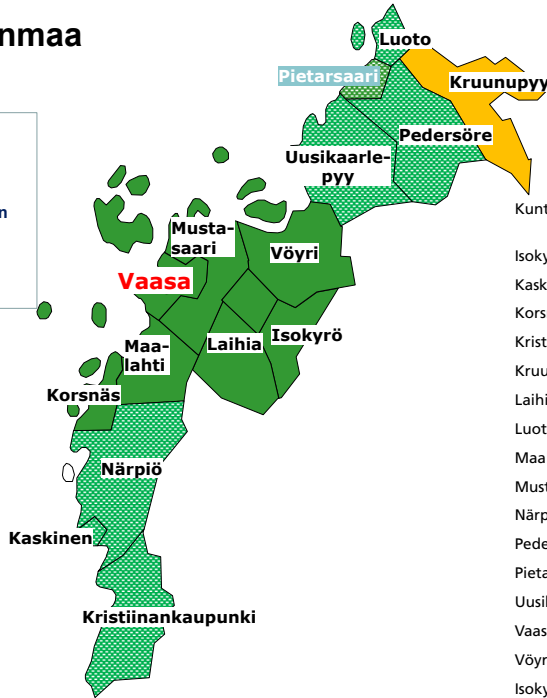 nmaa
n
Luoto
Pietarsaari
Kruunupyy
Pedersöre
Uusikaarle-
pyy
Musta-
saari
Vöyri
Vaasa
Maa-
lahti
Laihia
Isokyrö
Korsnäs
Närpiö
Kaskinen
Kristiinankaupunki
Kunt
Isoky
Kask
Kors
Krist
Kruu
Laihi
Luot
Maa
Must
Närp
Pede
Pieta
Uusil
Vaas
Vöyr
Isoky